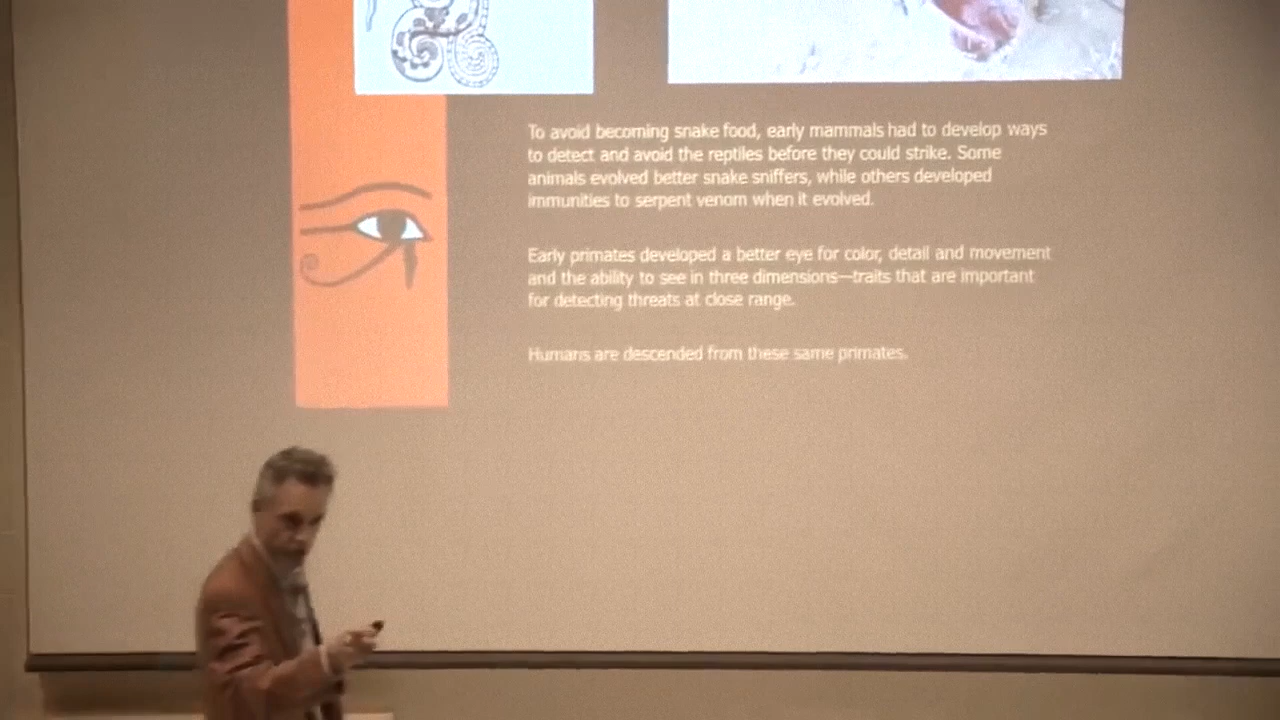 To avoid becoming snake food, early mammals had to develop ways
to detect and avoid the reptiles before they could strike. Some
animals evolved better snake sniffers, while others developed
immunities to serpent venom when it evolved.
Early primates developed a better eye for color, detail and movement
and the ability to see in three dimensions—traits that are important
for detecting threats at close range.
Humans are descended from these same primates.